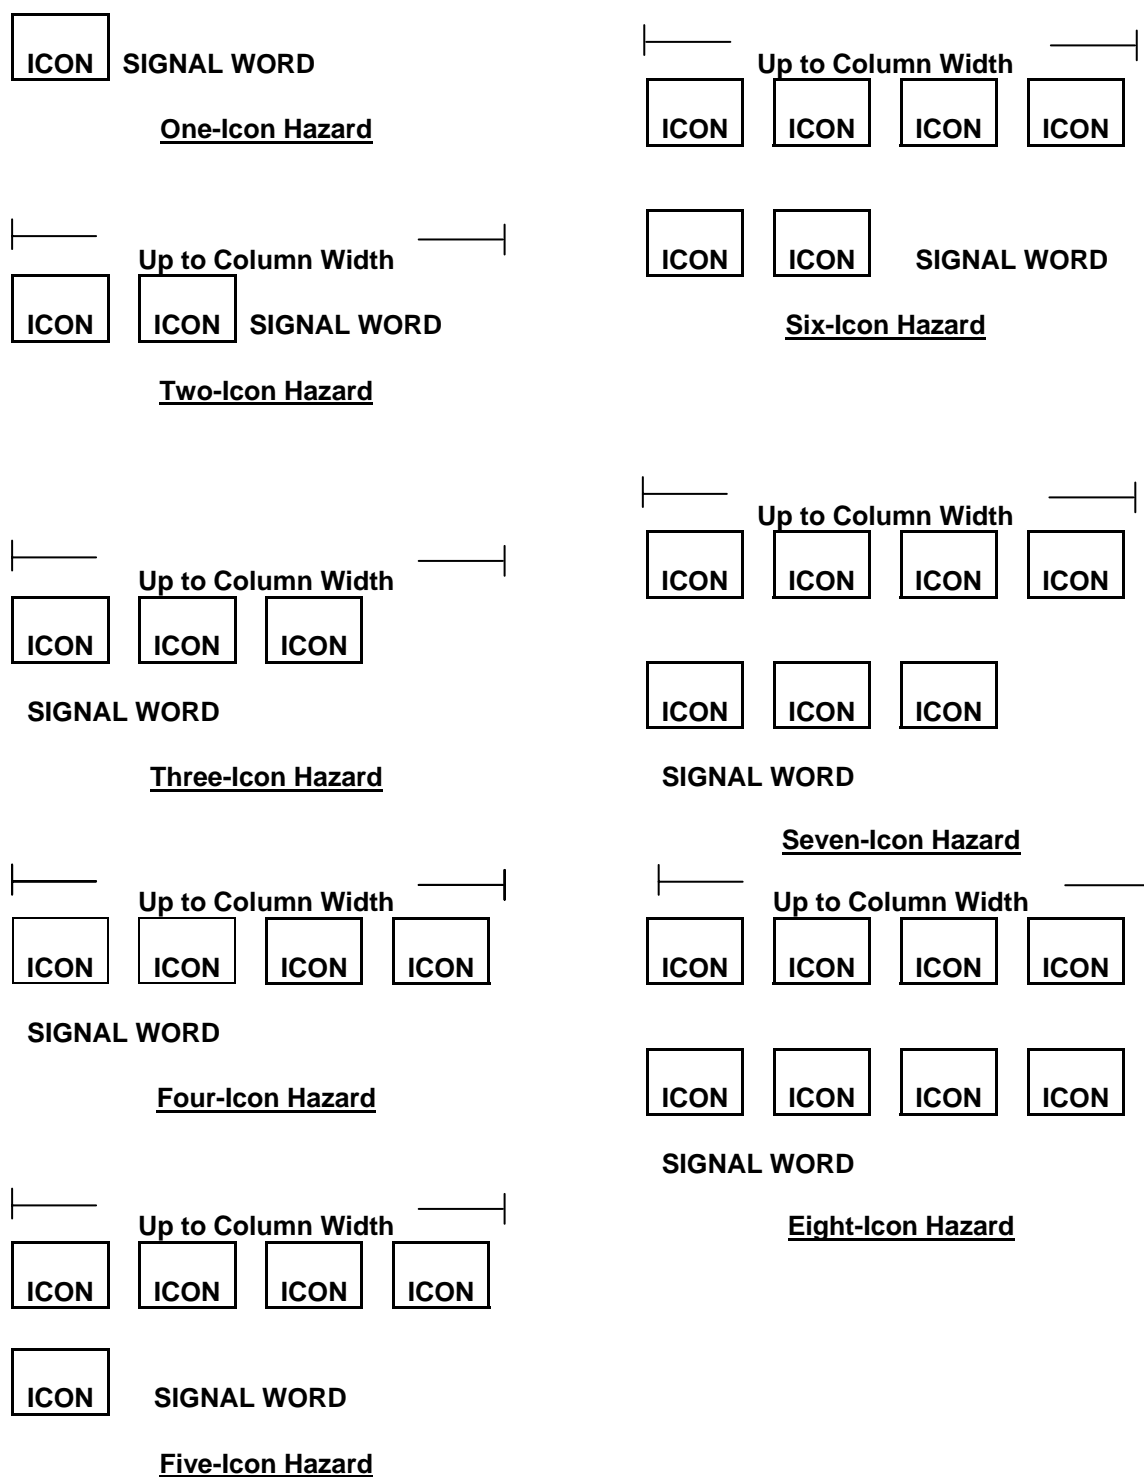 ICON SIGNAL WORD
One-Icon Hazard
Up to Column Width
ICON ICON SIGNAL WORD
Two-Icon Hazard
Up to Column Width
ICON ICON ICON
SIGNAL WORD
Three-Icon Hazard
Up to Column Width
ICON ICON ICON ICON
SIGNAL WORD
Four-Icon Hazard
Up to Column Width
ICON ICON ICON ICON
ICON SIGNAL WORD
Five-Icon Hazard
Up to Column Width
ICON ICON ICON ICON
ICON ICON SIGNAL WORD
Six-Icon Hazard
Up to Column Width
ICON ICON ICON ICON
ICON ICON ICON
SIGNAL WORD
Seven-Icon Hazard
Up to Column Width
ICON ICON ICON ICON
ICON ICON ICON ICON
SIGNAL WORD
Eight-Icon Hazard